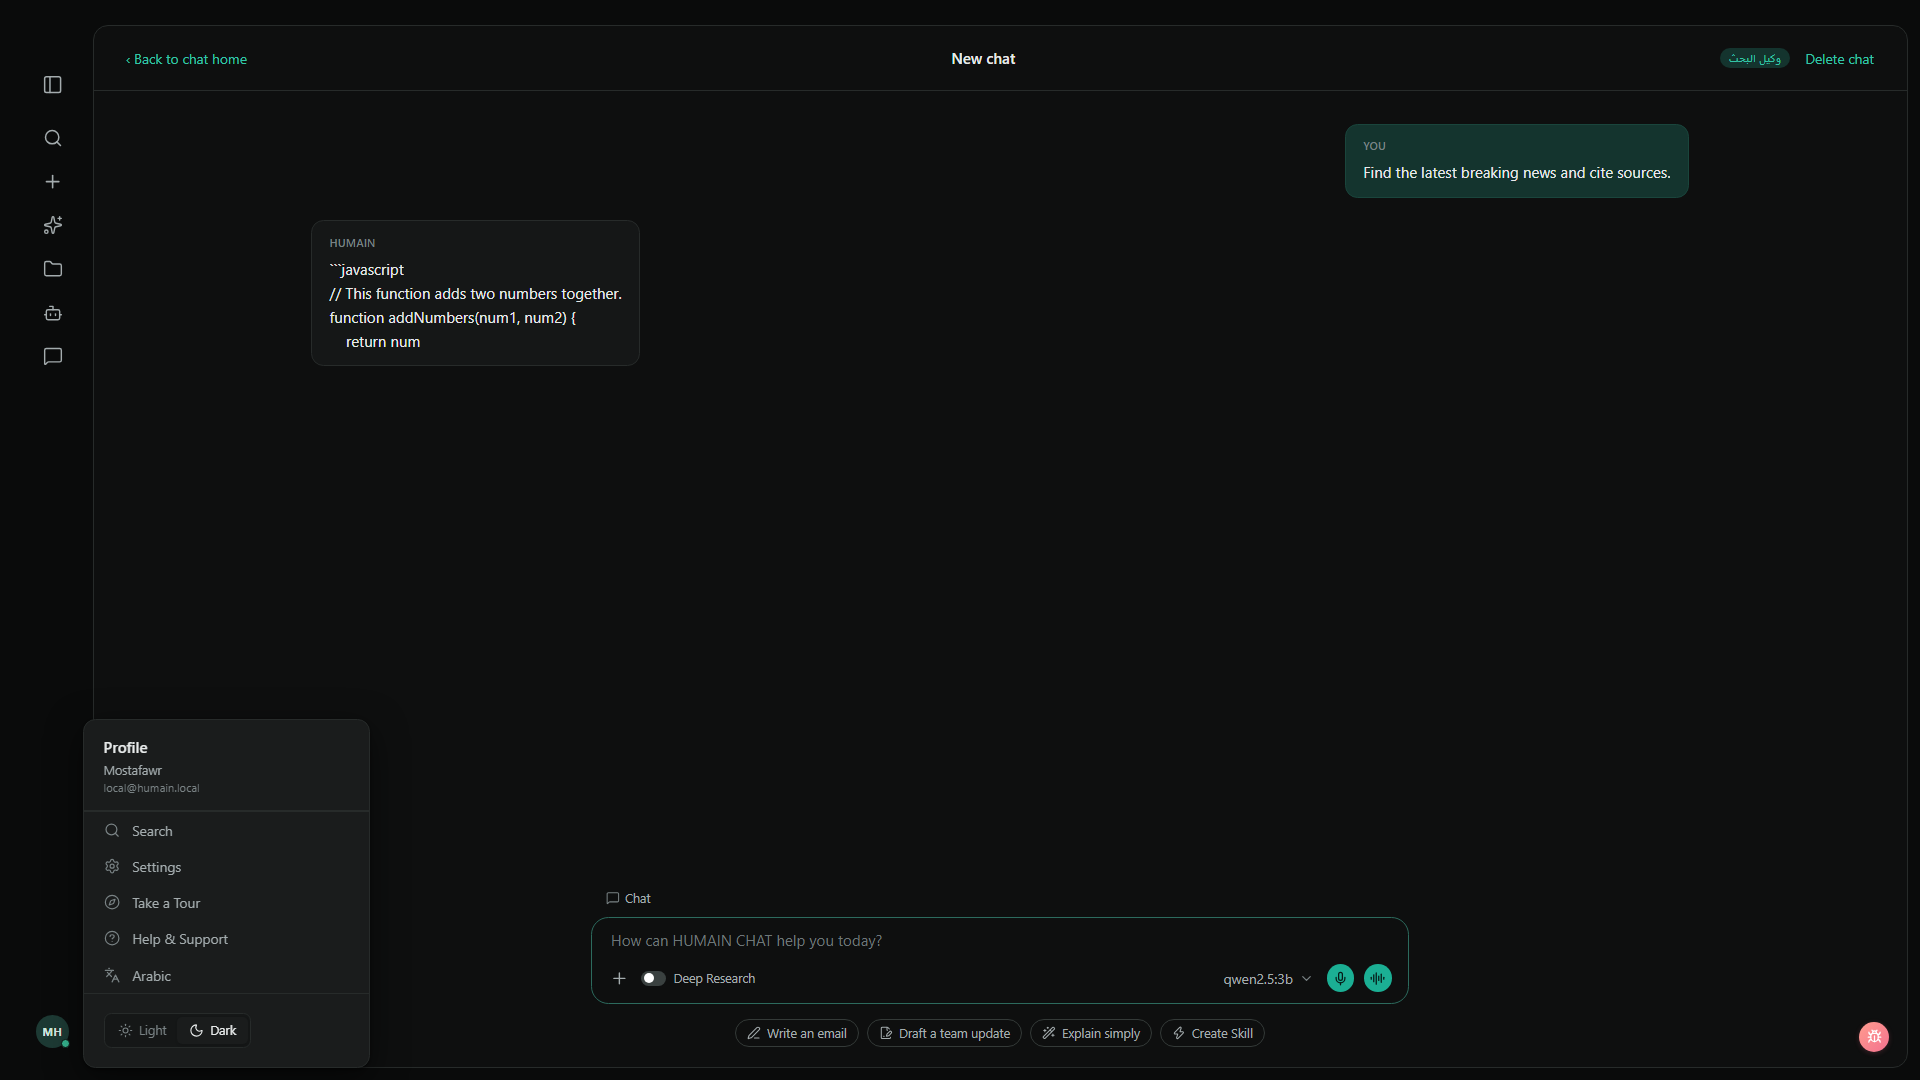 ‹ Back to chat home
New chat
وكيل البحث
Delete chat
YOU
Find the latest breaking news and cite sources.
HUMAIN
```javascript
// This function adds two numbers together.
function addNumbers(num1, num2) {
    return num
Profile
Mostafawr
local@humain.local
Search
Settings
Take a Tour
Help & Support
Arabic
Light
Dark
MH
Chat
How can HUMAIN CHAT help you today?
Deep Research
qwen2.5:3b
Write an email
Draft a team update
Explain simply
Create Skill